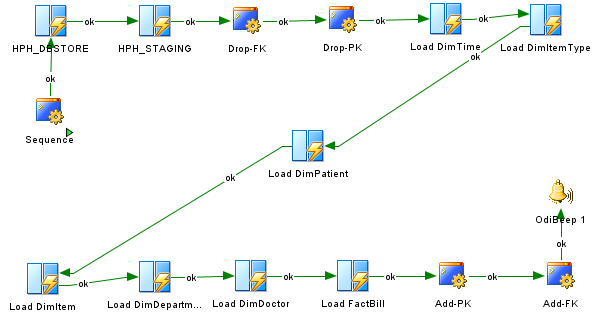 ok ok ok ok ok
HPH_DBSTORE HPH_STAGING Drop-FK Drop-PK Load DimTime Load DimItemType
ok
ok
Sequence
Load DimPatient
ok
OdiBeep 1
ok
ok ok ok ok ok
Load DimItem Load DimDepartm... Load DimDoctor Load FactBill Add-PK Add-FK